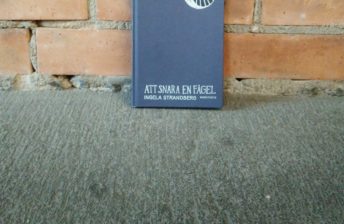 ATT SNARA EN FÅGEL
INGELA STRANDBERG